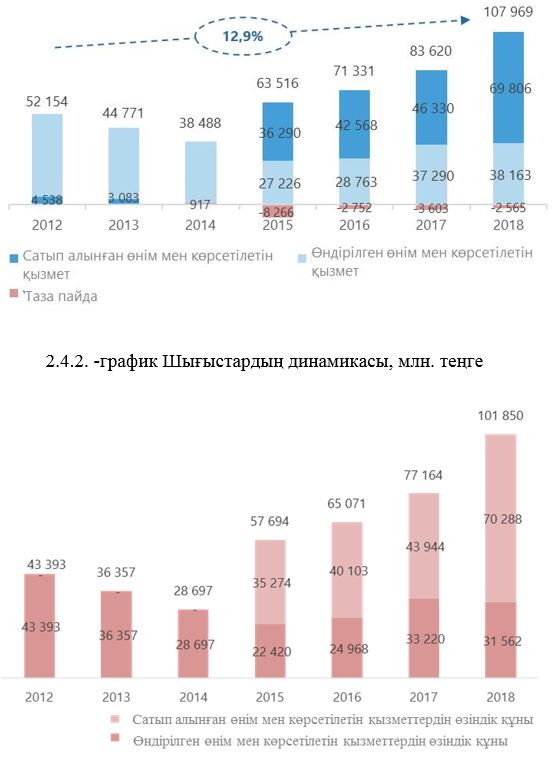 107 969
12,9%
83 620
71 331
63 516
69 806
52 154
44 771
46 330
38 488
42 568
36 290
27 226 28 763 37 290 38 163
4 538 3 083 917
-8 266 -2 752 -3 603 -2 565
2012 2013 2014 2015 2016 2017 2018
Сатып алынған өнім мен көрсетілетін қызмет
Өндірілген өнім мен көрсетілетін қызмет
Таза пайда
2.4.2. -график Шығыстардың динамикасы, млн. теңге
101 850
77 164
65 071
57 694
70 288
43 944
43 393
36 357
40 103
35 274
28 697
43 393 36 357 28 697 22 420 24 968 33 220 31 562
2012 2013 2014 2015 2016 2017 2018
Сатып алынған өнім мен көрсетілетін қызметтердің өзіндік құны
Өндірілген өнім мен көрсетілетін қызметтердің өзіндік құны